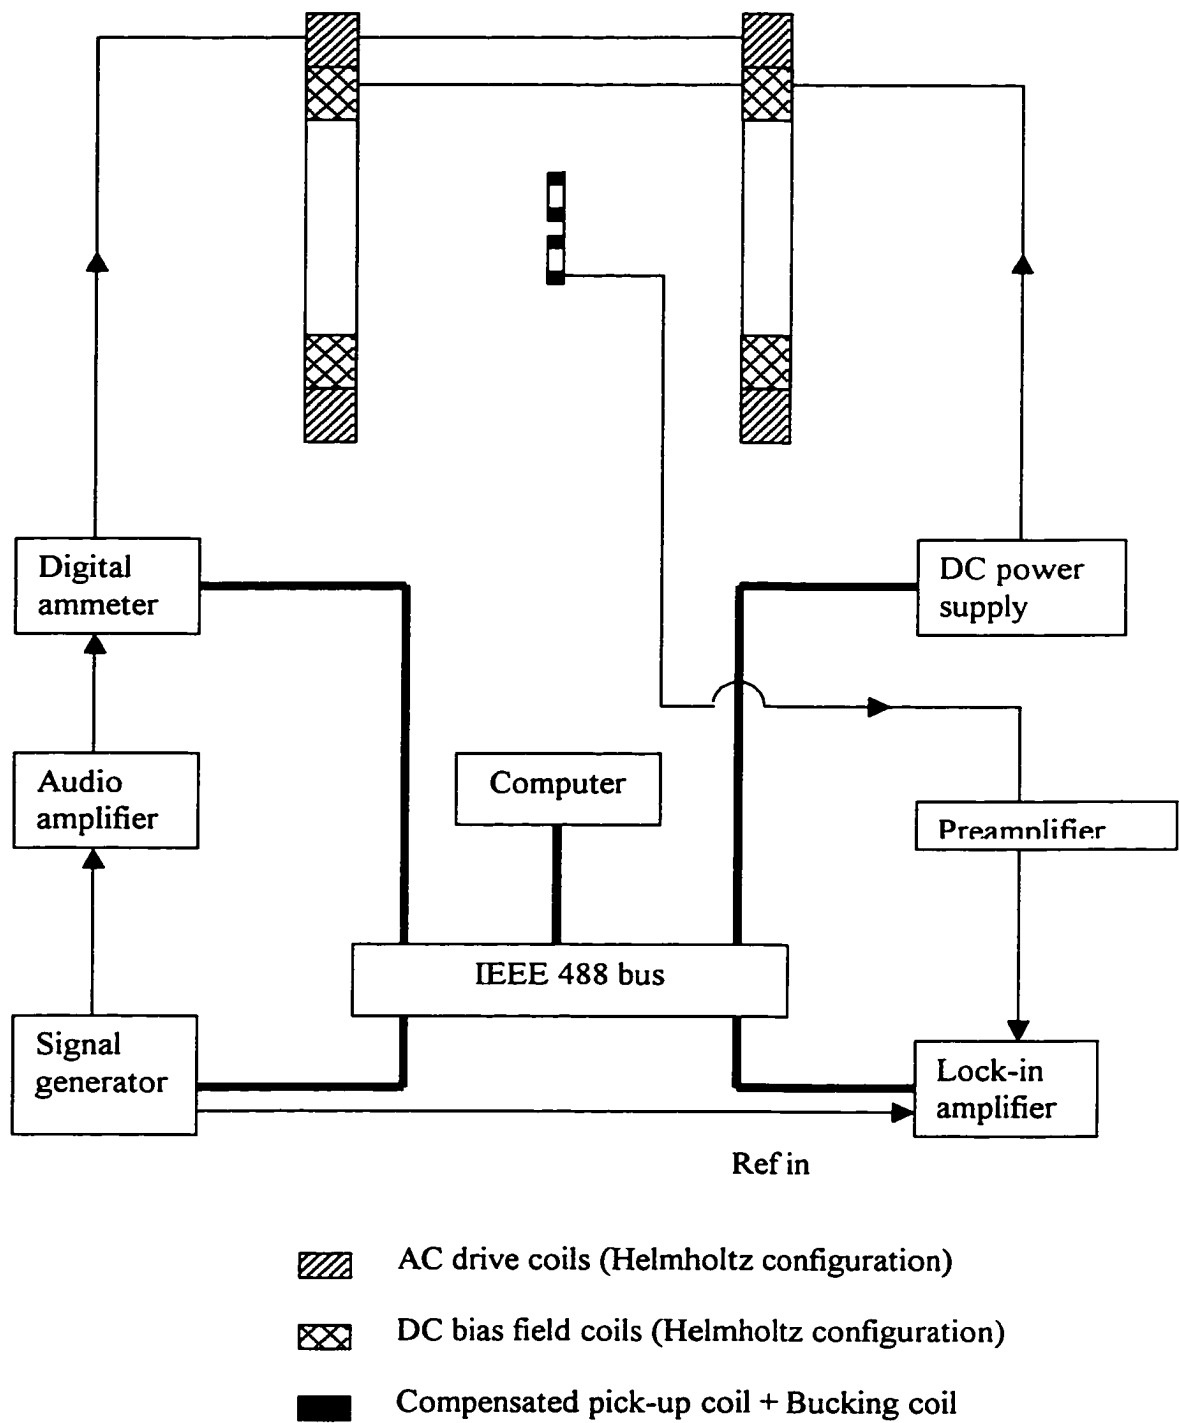 Digital
ammeter
DC power
supply
Audio
amplifier
Computer
Preamplifier
IEEE 488 bus
Signal
generator
Lock-in
amplifier
Ref in
AC drive coils (Helmholtz configuration)
DC bias field coils (Helmholtz configuration)
Compensated pick-up coil + Bucking coil